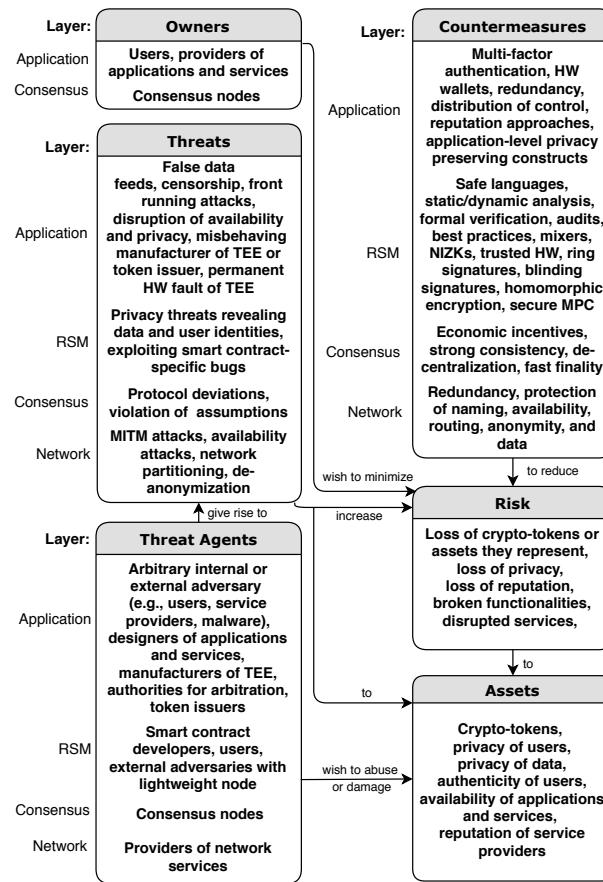 Layer:
Owners
Application
Users, providers of
applications and services
Consensus
Consensus nodes
Layer:
Threats
Application
False data
feeds, censorship, front
running attacks,
disruption of availability
and privacy, misbehaving
manufacturer of TEE or
token issuer, permanent
HW fault of TEE
RSM
Privacy threats revealing
data and user identities,
exploiting smart contract-
specific bugs
Consensus
Protocol deviations,
violation of assumptions
Network
MITM attacks, availability
attacks, network
partitioning, de-
anonymization
give rise to
Layer:
Threat Agents
Application
Arbitrary internal or
external adversary
(e.g., users, service
providers, malware),
designers of applications
and services,
manufacturers of TEE,
authorities for arbitration,
token issuers
RSM
Smart contract
developers, users,
external adversaries with
lightweight node
Consensus
Consensus nodes
Network
Providers of network
services
Layer:
Countermeasures
Application
Multi-factor
authentication, HW
wallets, redundancy,
distribution of control,
reputation approaches,
application-level privacy
preserving constructs
RSM
Safe languages,
static/dynamic analysis,
formal verification, audits,
best practices, mixers,
NIZKs, trusted HW, ring
signatures, blinding
signatures, homomorphic
encryption, secure MPC
Consensus
Economic incentives,
strong consistency, de-
centralization, fast finality
Network
Redundancy, protection
of naming, availability,
routing, anonymity, and
data
wish to minimize
to reduce
increase
Risk
Loss of crypto-tokens or
assets they represent,
loss of privacy,
loss of reputation,
broken functionalities,
disrupted services,
to
to
Assets
Crypto-tokens,
privacy of users,
privacy of data,
authenticity of users,
availability of applications
and services,
reputation of service
providers
wish to abuse
or damage